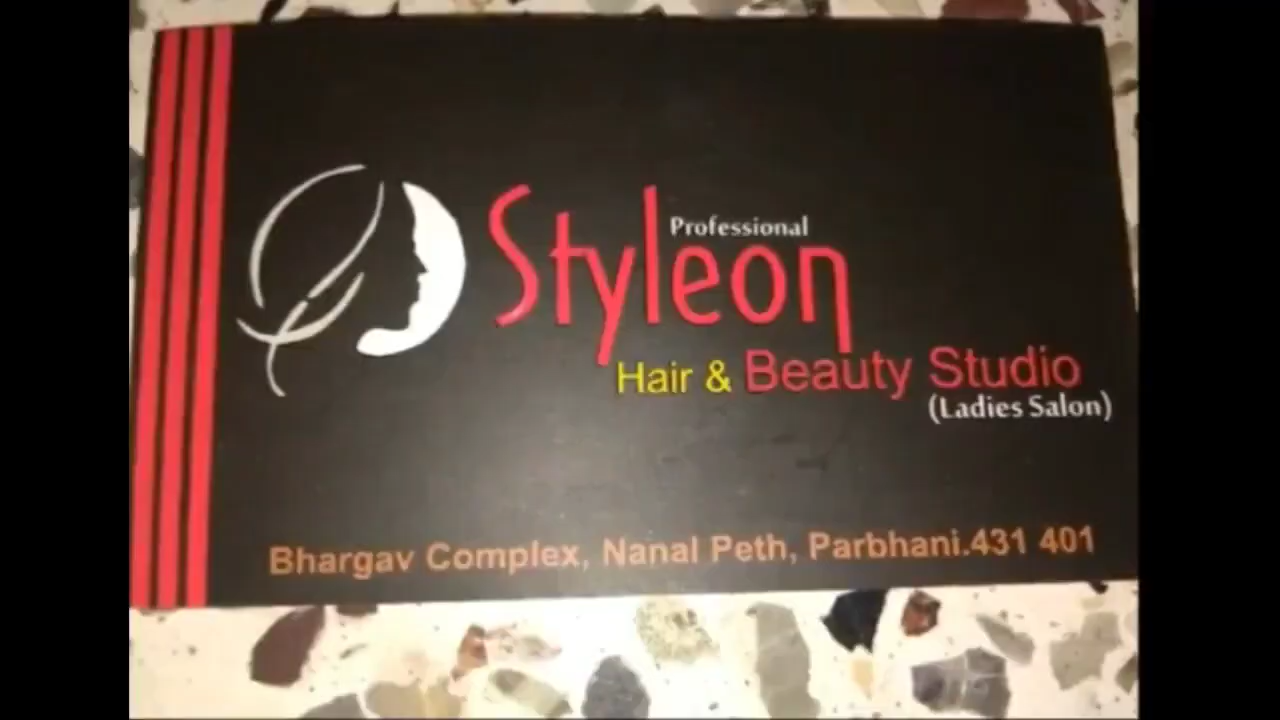 Professional
Styleon
Hair & Beauty Studio
(Ladies Salon)
Bhargav Complex, Nanal Peth, Parbhani.431 401